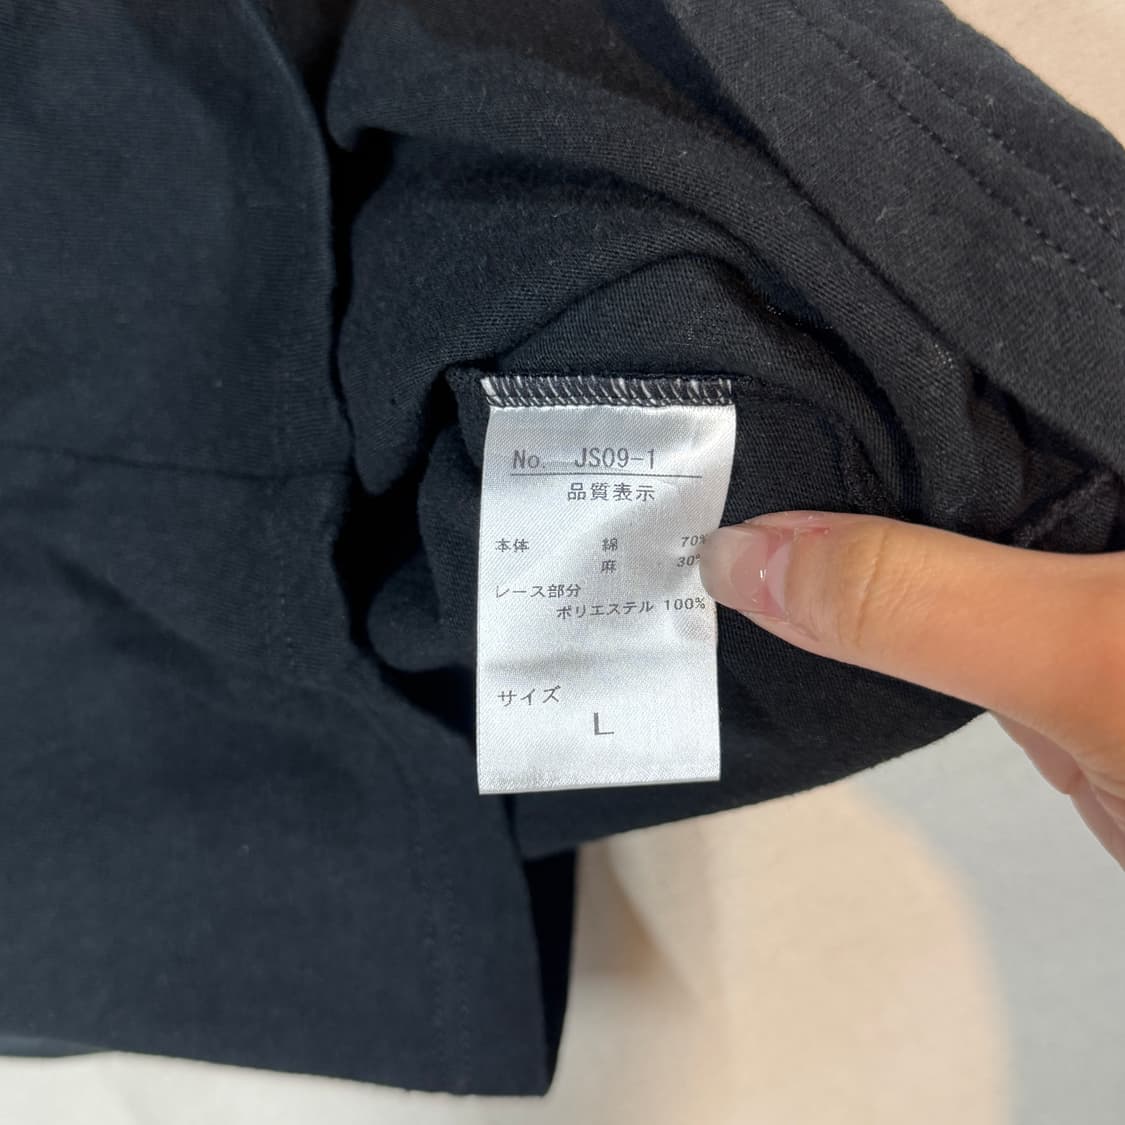 No. JS09-1
品質表示
本体 綿 70%
麻 30%
レース部分
ポリエステル 100%
サイズ
L